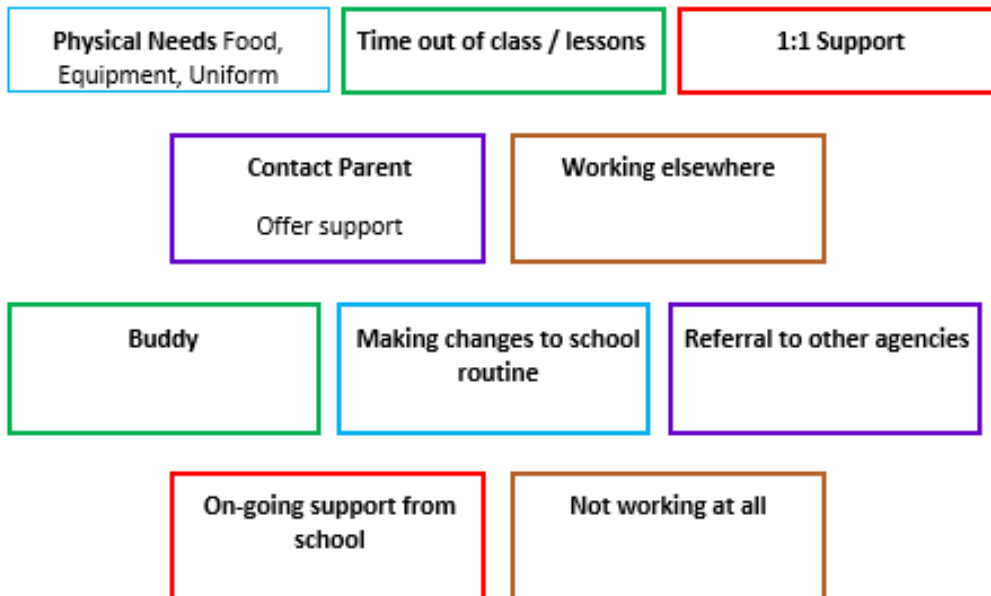 Physical Needs Food,
Equipment, Uniform
Time out of class / lessons
1:1 Support
Contact Parent
Offer support
Working elsewhere
Buddy
Making changes to school
routine
Referral to other agencies
On-going support from
school
Not working at all